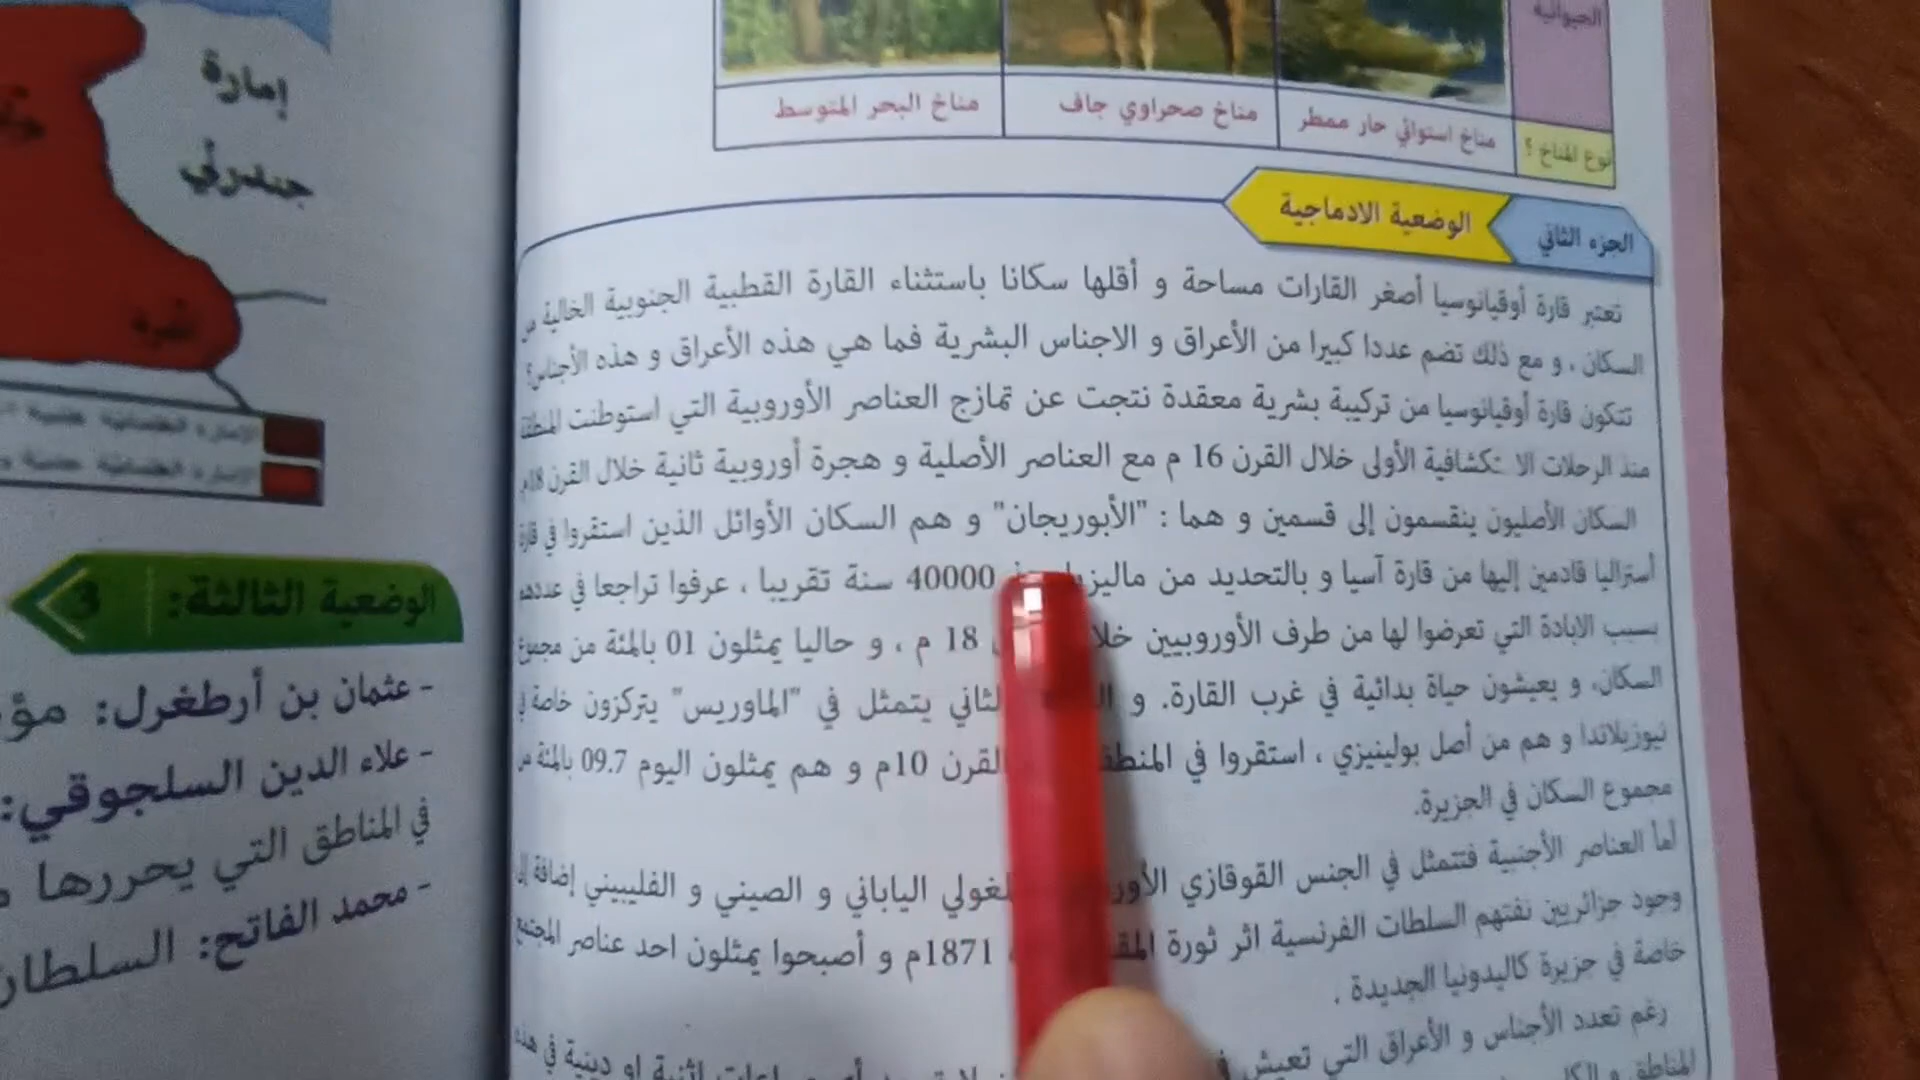 الحيوانية
مناخ استوائي حار ممطر
مناخ صحراوي جاف
مناخ البحر المتوسط
نوع المناخ ؟
الجزء الثاني
الوضعية الادماجية
تعتبر قارة أوقيانوسيا أصغر القارات مساحة و أقلها سكانا باستثناء القارة القطبية الجنوبية الخالية من
السكان ، و مع ذلك تضم عددا كبيرا من الأعراق و الاجناس البشرية فما هي هذه الأعراق و هذه الأجناس؟
تتكون قارة أوقيانوسيا من تركيبة بشرية معقدة نتجت عن تمازج العناصر الأوروبية التي استوطنت المنطقة
منذ الرحلات الأولى خلال القرن 16 م مع العناصر الأصلية و هجرة أوروبية ثانية خلال القرن 18م
السكان الأصليون ينقسمون إلى قسمين و هما : "الأبوريجان" و هم السكان الأوائل الذين استقروا في قارة
أستراليا قادمين إليها من قارة آسيا و بالتحديد من 40000 سنة تقريبا ، عرفوا تراجعا في عددهم
بسبب الابادة التي تعرضوا لها من طرف الأوروبيين 18 م ، و حاليا يمثلون 01 بالمئة من مجموع
السكان، و يعيشون حياة بدائية في غرب القارة. و الثاني يتمثل في "الماوريس" يتركزون خاصة في
نيوزيلاندا و هم من أصل بولينيزي ، استقروا في القرن 10م و هم يمثلون اليوم 09.7 بالمئة من
مجموع السكان في الجزيرة.
أما العناصر الأجنبية فتتمثل في الجنس القوقازي الياباني و الصيني و الفليبيني إضافة إلى
وجود جزائريين نفتهم السلطات الفرنسية اثر ثورة 1871م و أصبحوا يمثلون احد عناصر المجتمع
خاصة في جزيرة كاليدونيا الجديدة .
رغم تعدد الأجناس و الأعراق التي تعيش اثنية او دينية في هذه
المناطق و
إمارة
جندرلي
الوضعية الثالثة: 3
- عثمان بن أرطغرل:
- علاء الدين السلجوقي:
في المناطق التي يحررها
- محمد الفاتح: السلطان